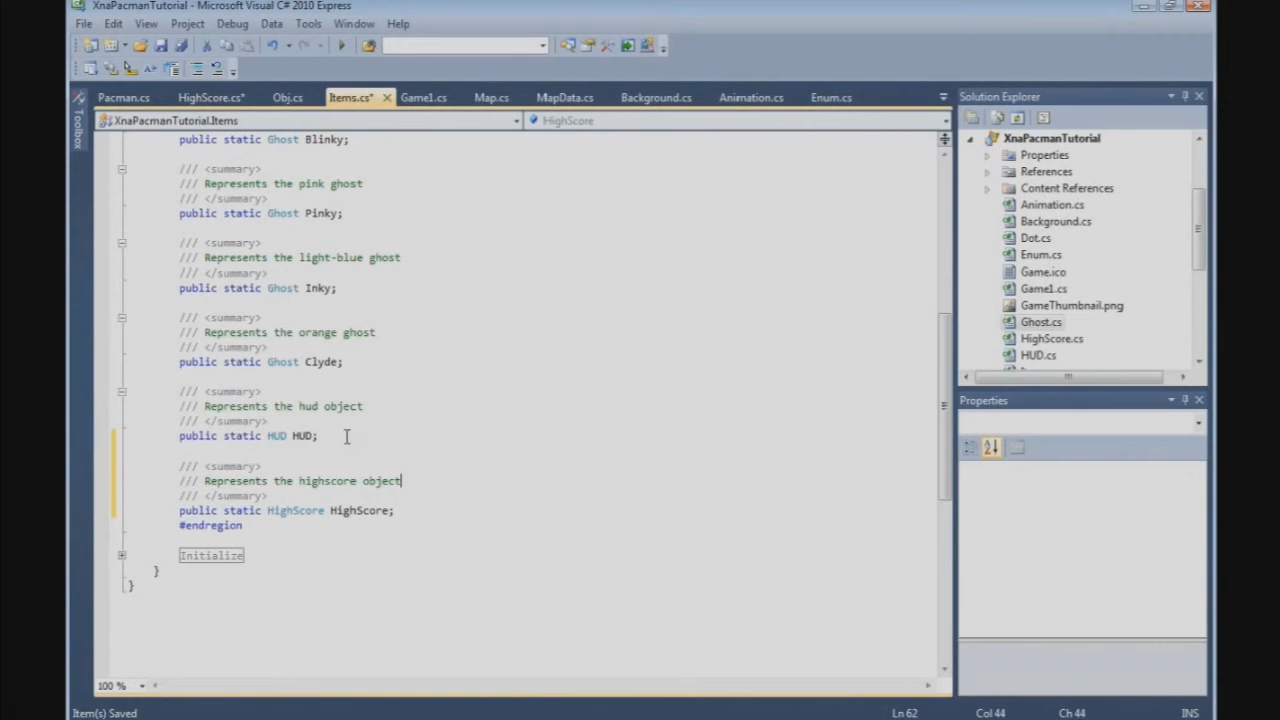 XnaPacmanTutorial - Microsoft Visual C# 2010 Express
File Edit View Project Debug Data Tools Window Help
Pacman.cs HighScore.cs* Obj.cs Items.cs* Game1.cs Map.cs MapData.cs Background.cs Animation.cs Enum.cs
XnaPacmanTutorial.Items HighScore
public static Ghost Blinky;
/// <summary>
/// Represents the pink ghost
/// </summary>
public static Ghost Pinky;
/// <summary>
/// Represents the light-blue ghost
/// </summary>
public static Ghost Inky;
/// <summary>
/// Represents the orange ghost
/// </summary>
public static Ghost Clyde;
/// <summary>
/// Represents the hud object
/// </summary>
public static HUD HUD;
/// <summary>
/// Represents the highscore object
/// </summary>
public static HighScore HighScore;
#endregion
Initialize
}
}
100 %
Toolbox
Solution Explorer
XnaPacmanTutorial
Properties
References
Content References
Animation.cs
Background.cs
Dot.cs
Enum.cs
Game.ico
Game1.cs
GameThumbnail.png
Ghost.cs
HighScore.cs
HUD.cs
Properties
Item(s) Saved Ln 62 Col 44 Ch 44 INS